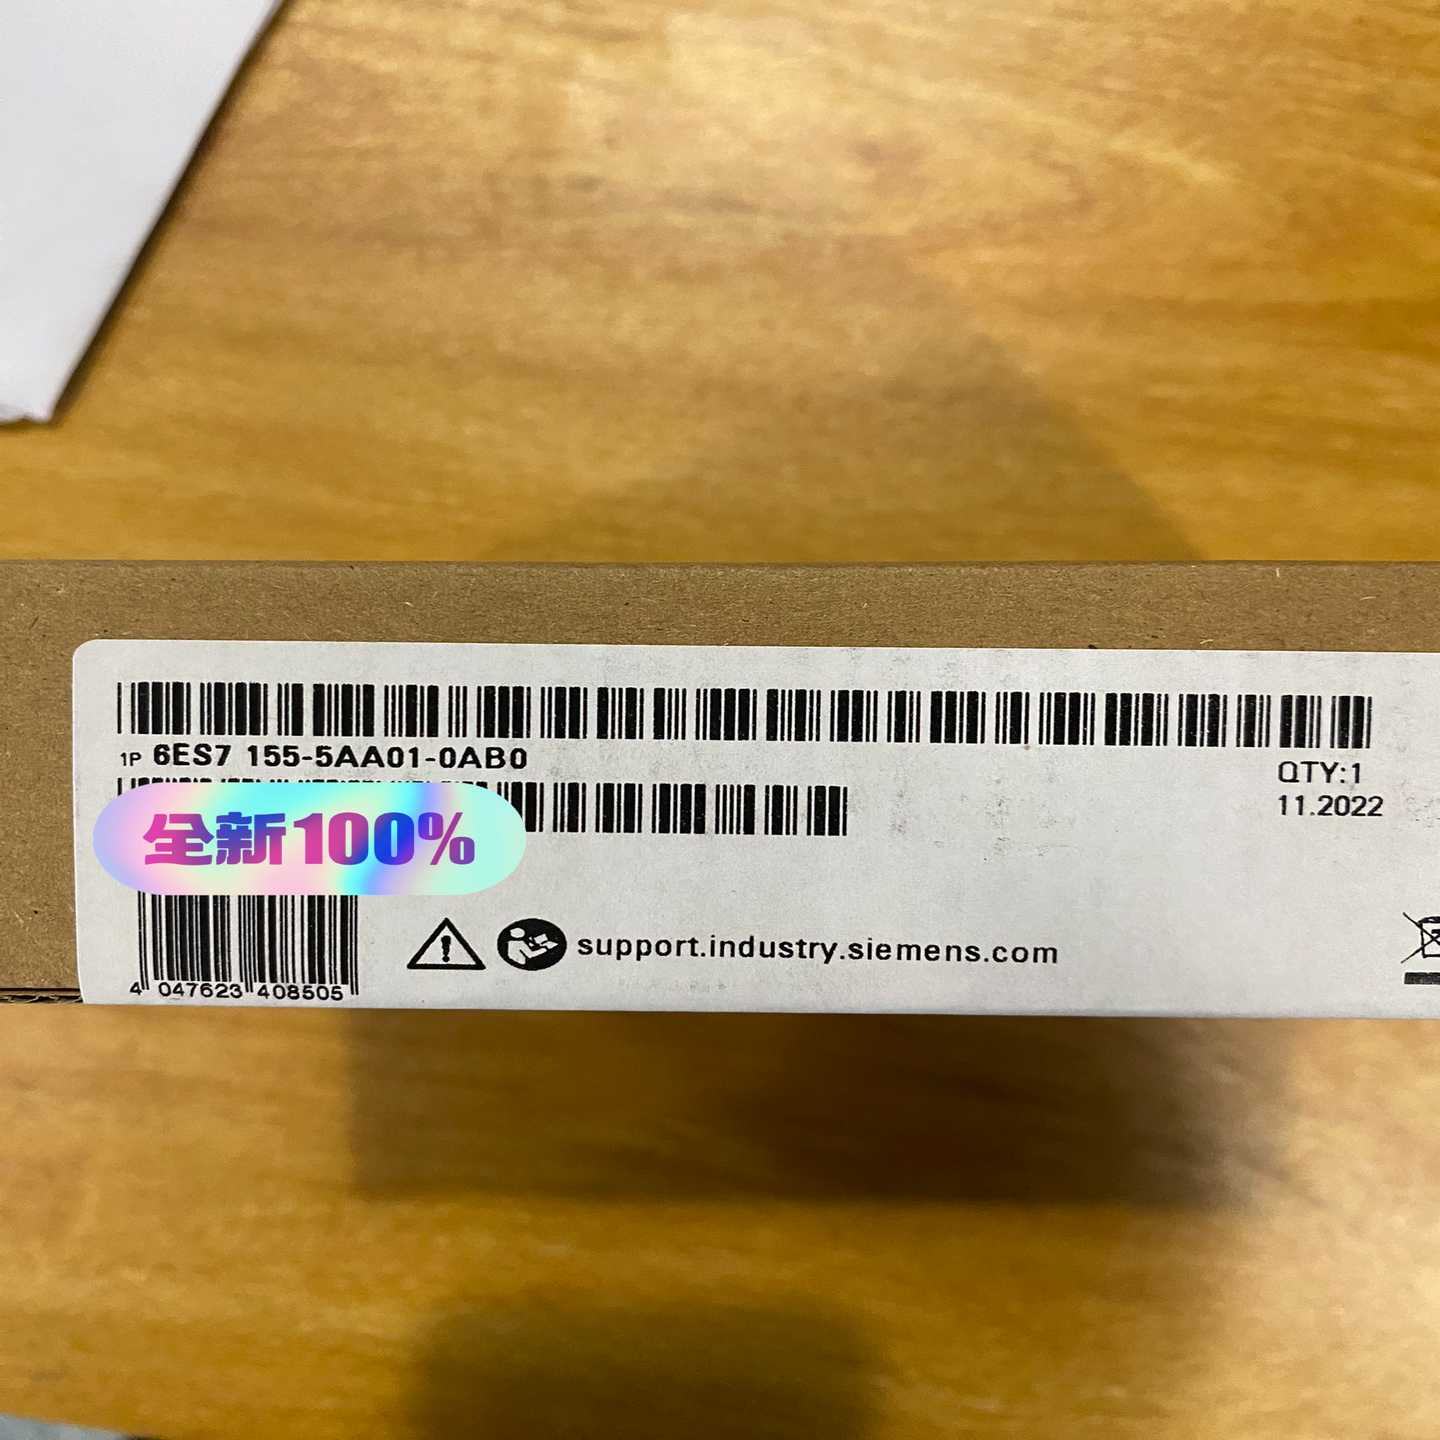 1P 6ES7 155-5AA01-0AB0
QTY:1
11.2022
全新100%
support.industry.siemens.com
4 047623 408505